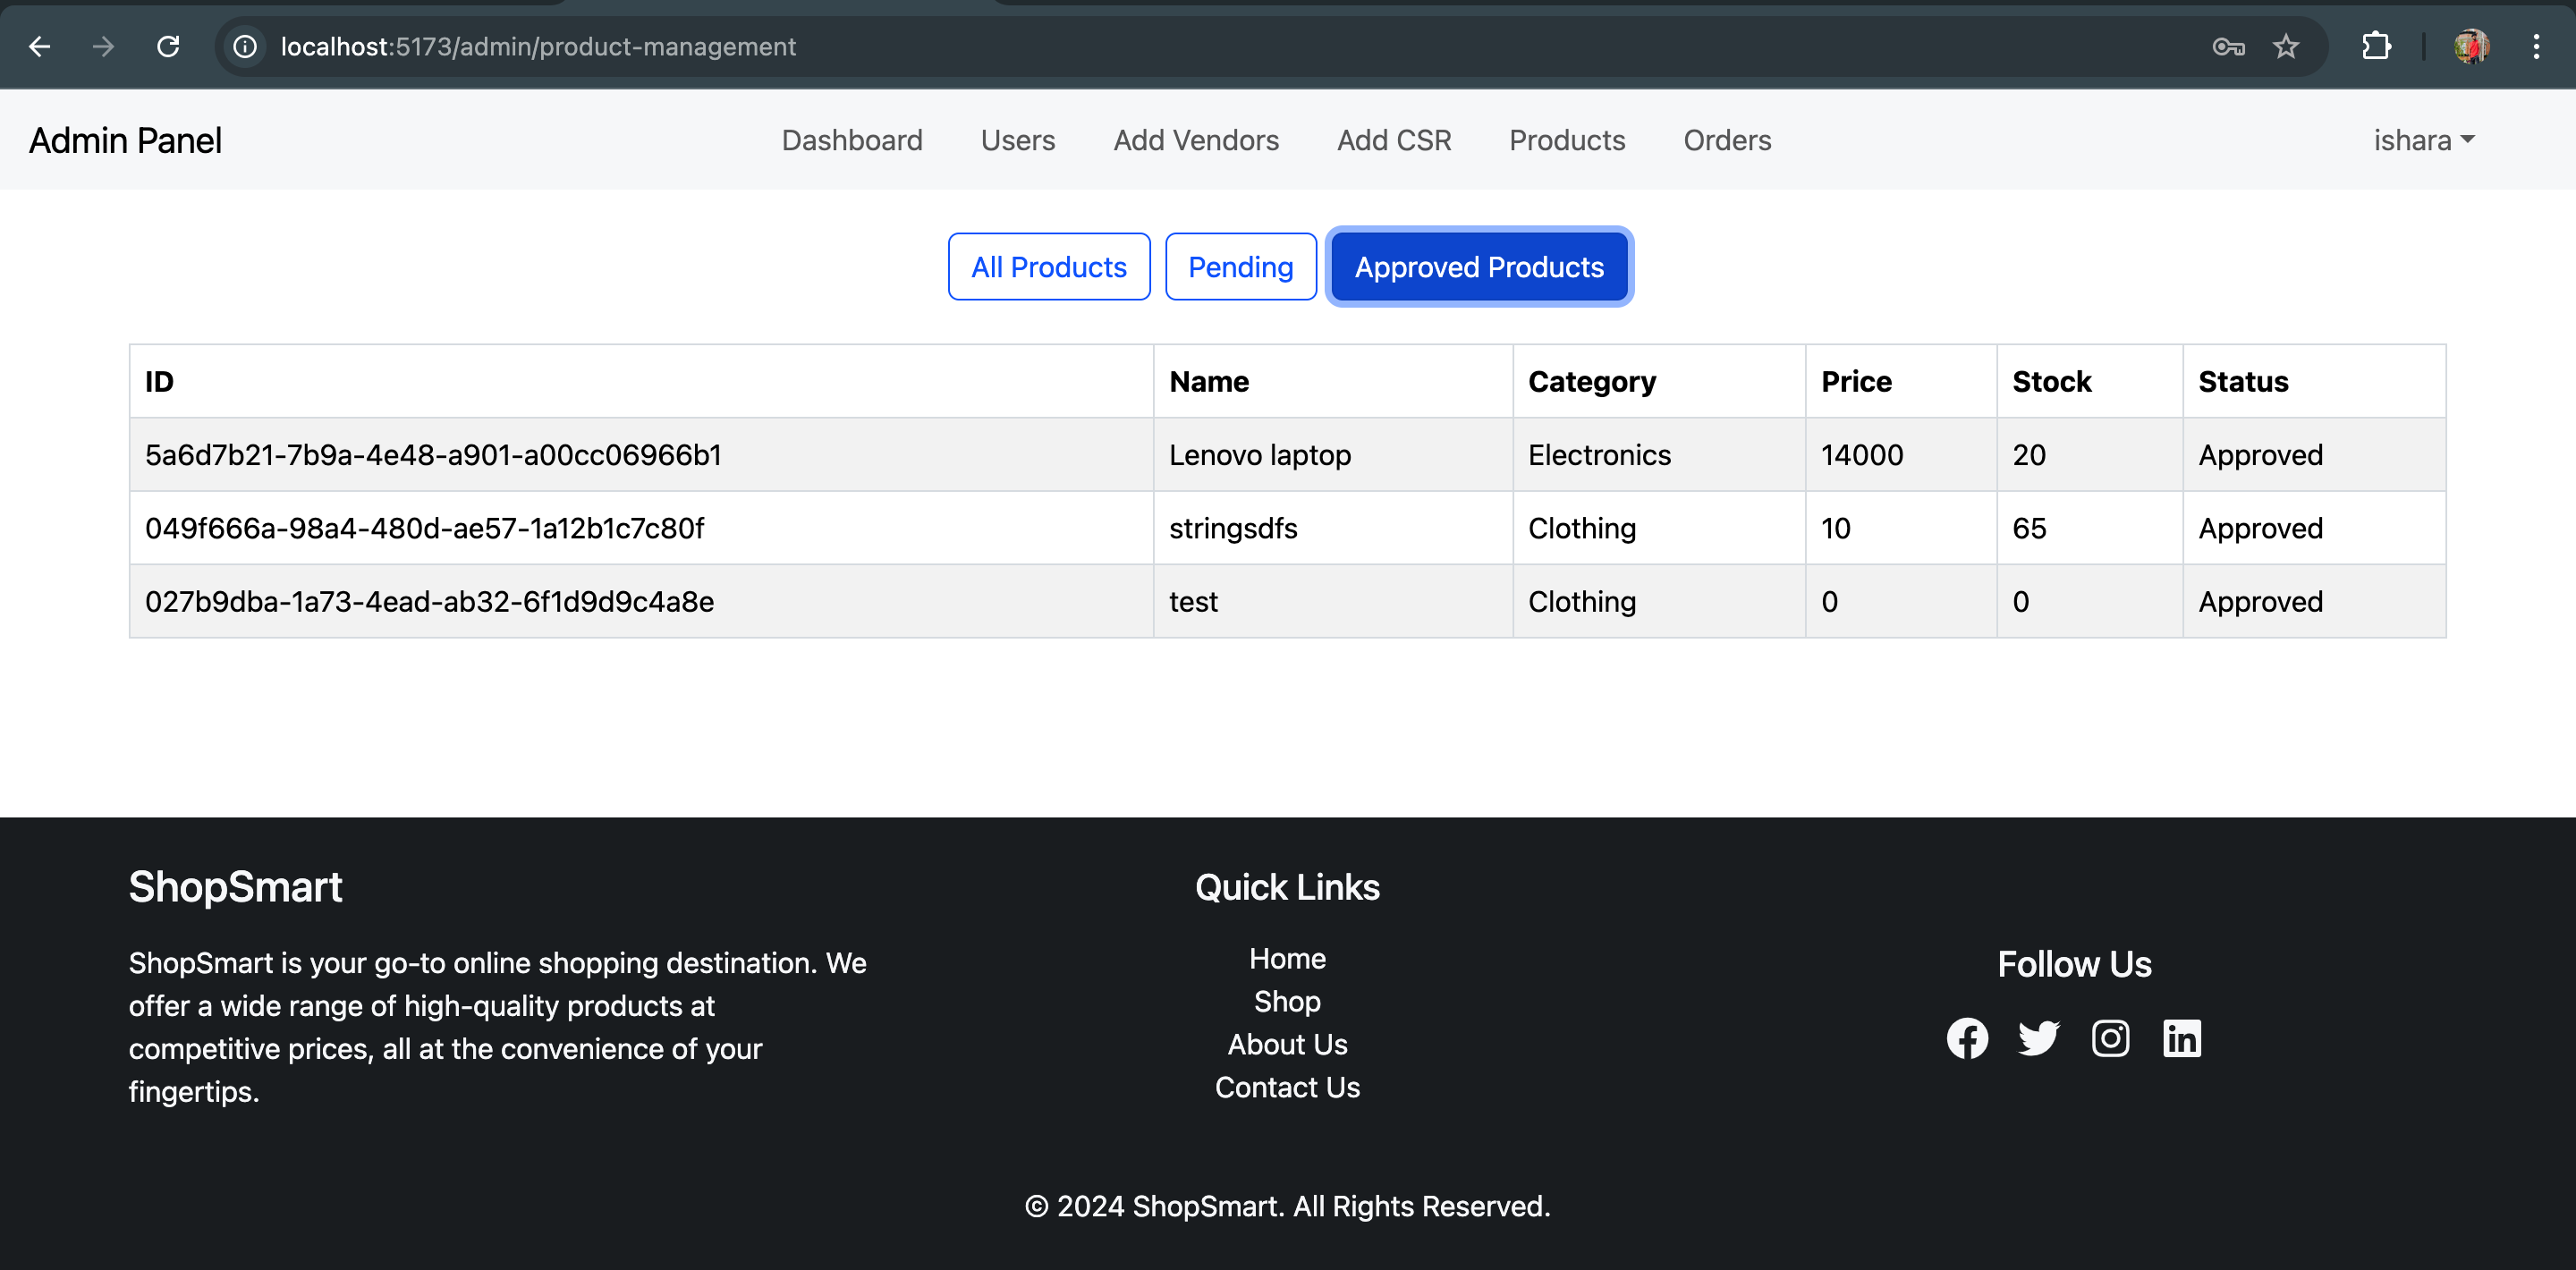 localhost:5173/admin/product-management
Admin Panel
Dashboard Users Add Vendors Add CSR Products Orders
ishara
All Products Pending Approved Products
ID Name Category Price Stock Status
5a6d7b21-7b9a-4e48-a901-a00cc06966b1 Lenovo laptop Electronics 14000 20 Approved
049f666a-98a4-480d-ae57-1a12b1c7c80f stringsdfs Clothing 10 65 Approved
027b9dba-1a73-4ead-ab32-6f1d9d9c4a8e test Clothing 0 0 Approved
ShopSmart
ShopSmart is your go-to online shopping destination. We
offer a wide range of high-quality products at
competitive prices, all at the convenience of your
fingertips.
Quick Links
Home
Shop
About Us
Contact Us
Follow Us
© 2024 ShopSmart. All Rights Reserved.